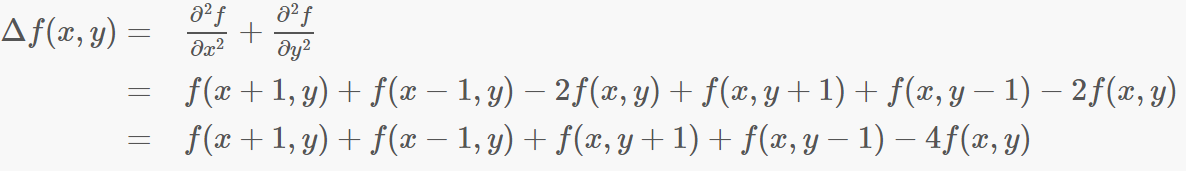 Δf(x, y) = ∂²f/∂x² + ∂²f/∂y²
= f(x + 1, y) + f(x − 1, y) − 2f(x, y) + f(x, y + 1) + f(x, y − 1) − 2f(x, y)
= f(x + 1, y) + f(x − 1, y) + f(x, y + 1) + f(x, y − 1) − 4f(x, y)